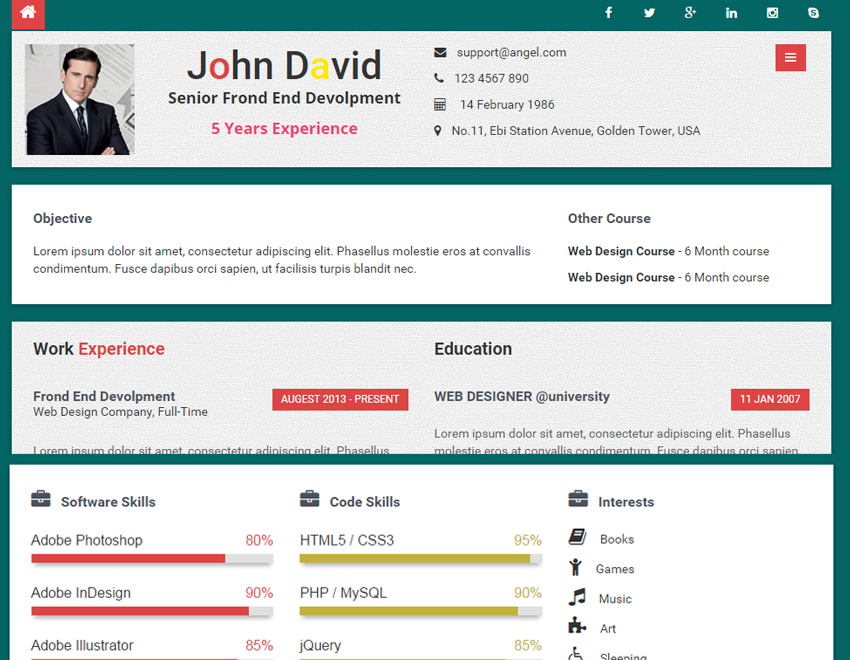 John David
Senior Frond End Devolpment
5 Years Experience
support@angel.com
123 4567 890
14 February 1986
No.11, Ebi Station Avenue, Golden Tower, USA
Objective
Lorem ipsum dolor sit amet, consectetur adipiscing elit. Phasellus molestie eros at convallis
condimentum. Fusce dapibus orci sapien, ut facilisis turpis blandit nec.
Other Course
Web Design Course - 6 Month course
Web Design Course - 6 Month course
Work Experience
Frond End Devolpment
AUGEST 2013 - PRESENT
Web Design Company, Full-Time
Lorem ipsum dolor sit amet, consectetur adipiscing elit. Phasellus
Education
WEB DESIGNER @university
11 JAN 2007
Lorem ipsum dolor sit amet, consectetur adipiscing elit. Phasellus
molestie eros at convallis condimentum. Fusce dapibus orci sapien,
Software Skills
Adobe Photoshop 80%
Adobe InDesign 90%
Adobe Illustrator 85%
Code Skills
HTML5 / CSS3 95%
PHP / MySQL 90%
jQuery 85%
Interests
Books
Games
Music
Art
Sleeping